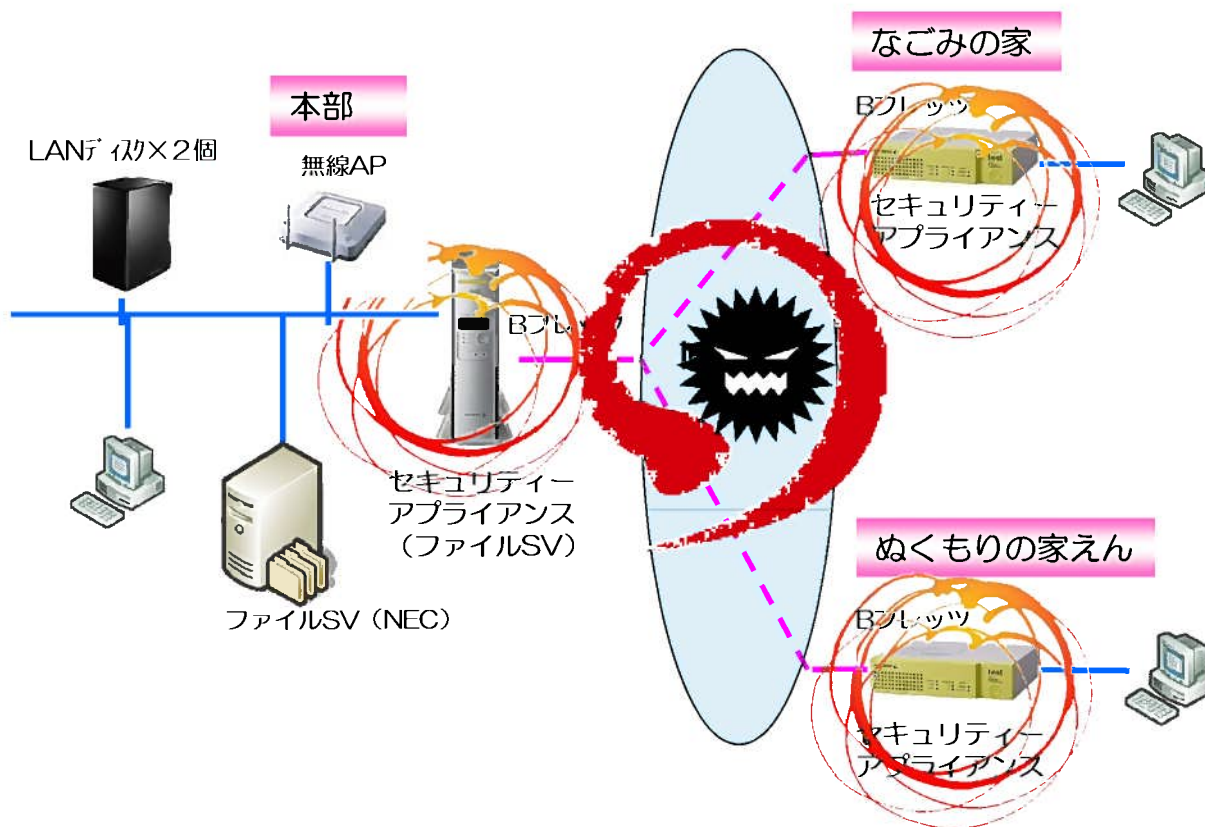 なごみの家
Bフレッツ
セキュリティー
アプライアンス
本部
LANﾃﾞｨｽｸ×2個
無線AP
Bフレッツ
セキュリティー
アプライアンス
（ファイルSV）
ファイルSV（NEC）
ぬくもりの家えん
Bフレッツ
セキュリティー
アプライアンス